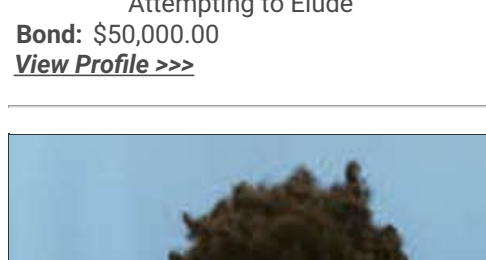 Attempting to Elude
Bond: $50,000.00
View Profile >>>